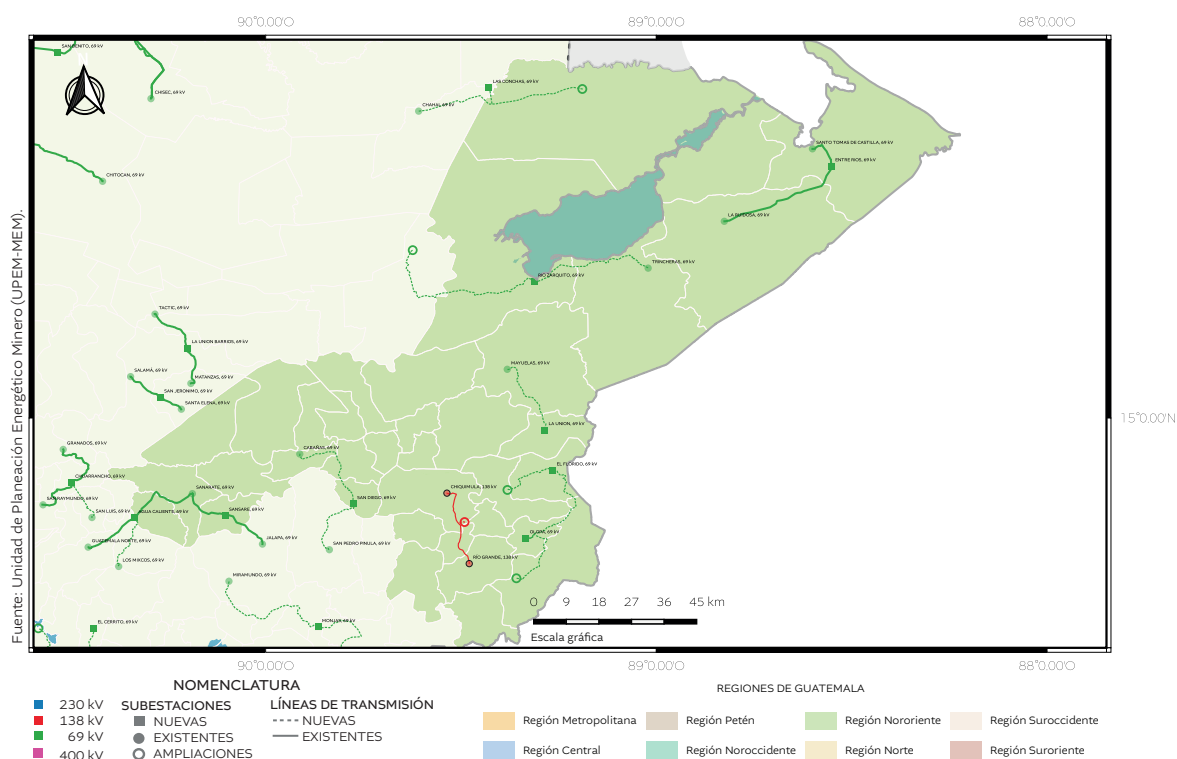 90°0.00'O
89°0.00'O
88°0.00'O
SAN BENITO, 69 kV
CHISEC, 69 kV
LAS CONCHAS, 69 kV
CHAHAL, 69 kV
SANTO TOMAS DE CASTILLA, 69 kV
ENTRE RIOS, 69 kV
CHITOCAN, 69 kV
LA RUIDOSA, 69 kV
TRINCHERAS, 69 kV
RIO ZARQUITO, 69 kV
TACTIC, 69 kV
LA UNION BARRIOS, 69 kV
MAYUELAS, 69 kV
SALAMÁ, 69 kV
MATANZAS, 69 kV
SAN JERONIMO, 69 kV
SANTA ELENA, 69 kV
15°0.00'N
LA UNION, 69 kV
GRANADOS, 69 kV
CABAÑAS, 69 kV
EL FLORIDO, 69 kV
CHUARRANCHO, 69 kV
SANARATE, 69 kV
CHIQUIMULA, 138 kV
SAN RAYMUNDO, 69 kV
SAN DIEGO, 69 kV
SAN LUIS, 69 kV
AGUA CALIENTE, 69 kV
SANSARE, 69 kV
OLOPA, 69 kV
GUATEMALA NORTE, 69 kV
JALAPA, 69 kV
SAN PEDRO PINULA, 69 kV
LOS MIXCOS, 69 kV
RÍO GRANDE, 138 kV
MIRAMUNDO, 69 kV
EL CERRITO, 69 kV
MONJAS, 69 kV
0 9 18 27 36 45 km
Escala gráfica
Fuente: Unidad de Planeación Energético Minero (UPEM-MEM).
90°0.00'O
89°0.00'O
88°0.00'O
NOMENCLATURA
230 kV
138 kV
69 kV
400 kV
SUBESTACIONES
NUEVAS
EXISTENTES
AMPLIACIONES
LÍNEAS DE TRANSMISIÓN
NUEVAS
EXISTENTES
REGIONES DE GUATEMALA
Región Metropolitana
Región Petén
Región Nororiente
Región Suroccidente
Región Central
Región Noroccidente
Región Norte
Región Suroriente